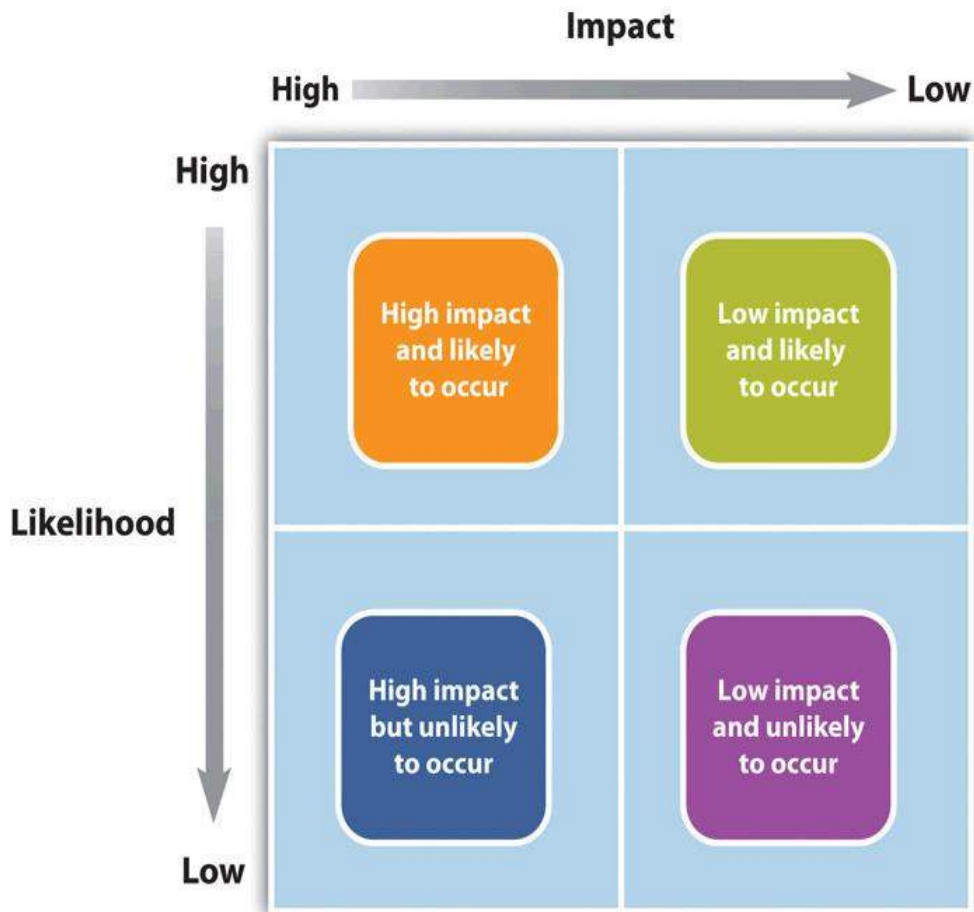 Impact
High
Low
High
High impact
and likely
to occur
Low impact
and likely
to occur
Likelihood
High impact
but unlikely
to occur
Low impact
and unlikely
to occur
Low